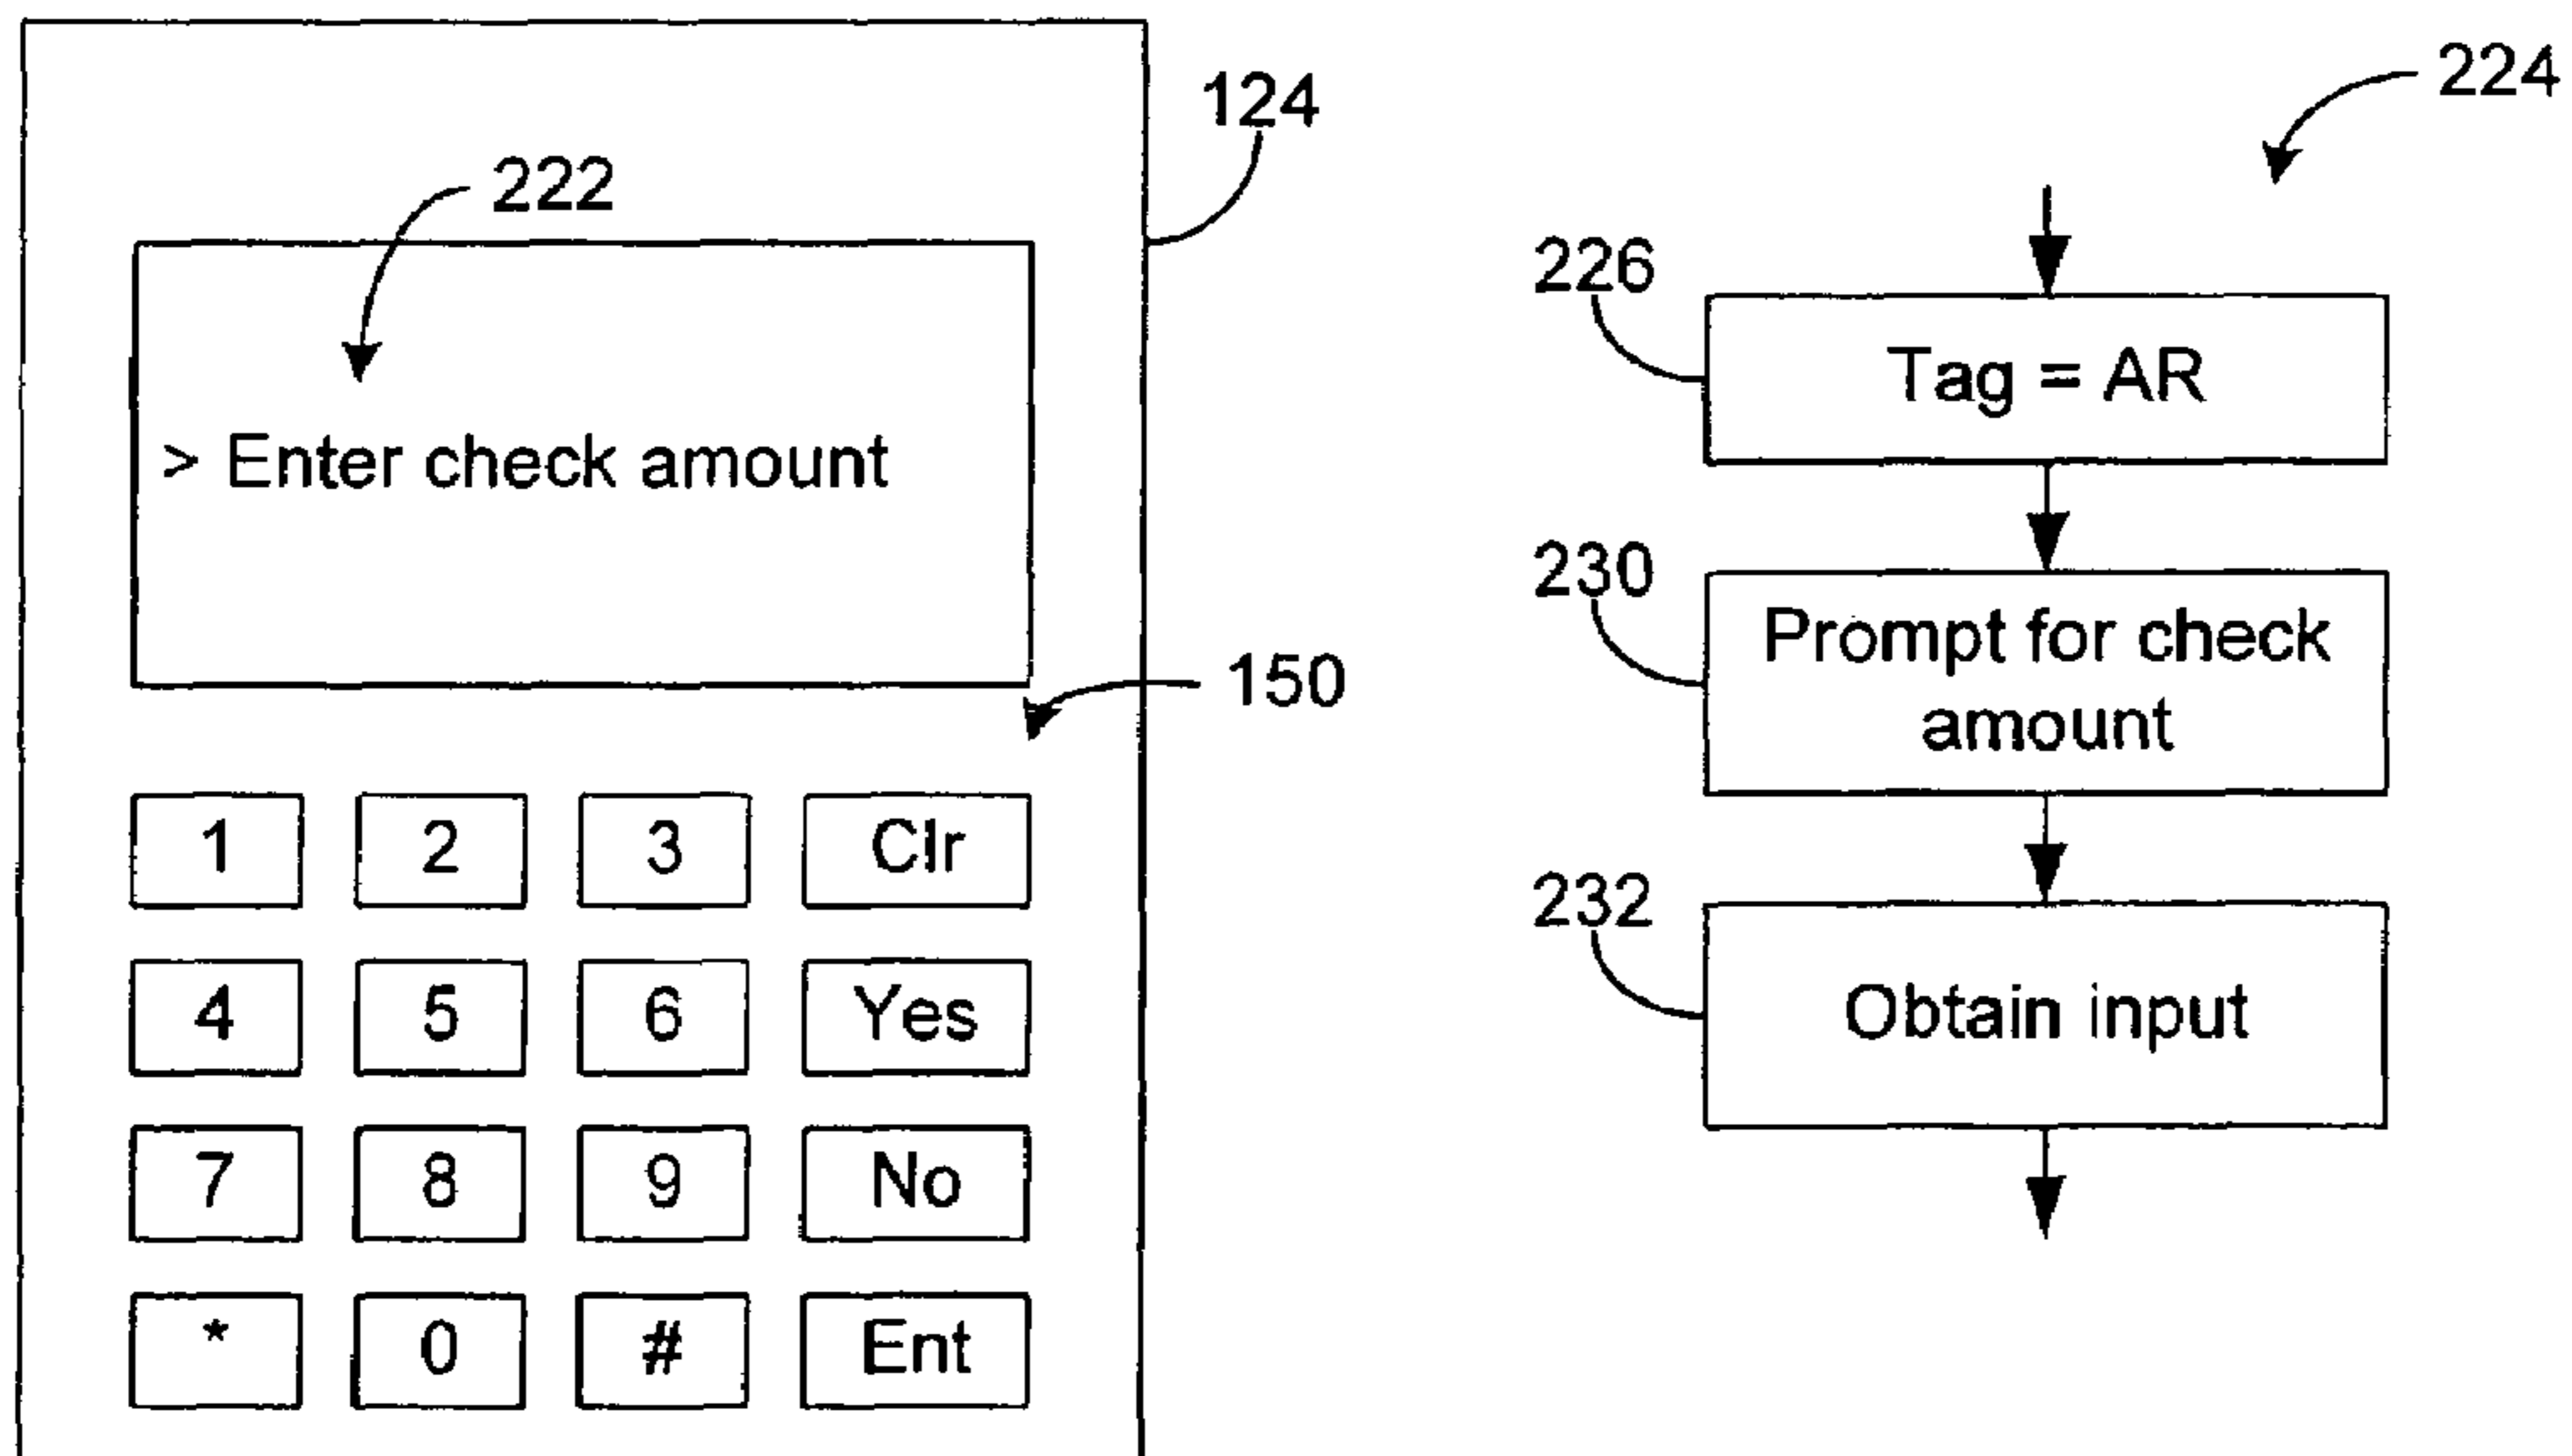 124
222
> Enter check amount
150
1 2 3 Clr
4 5 6 Yes
7 8 9 No
* 0 # Ent
224
226
Tag = AR
230
Prompt for check
amount
232
Obtain input